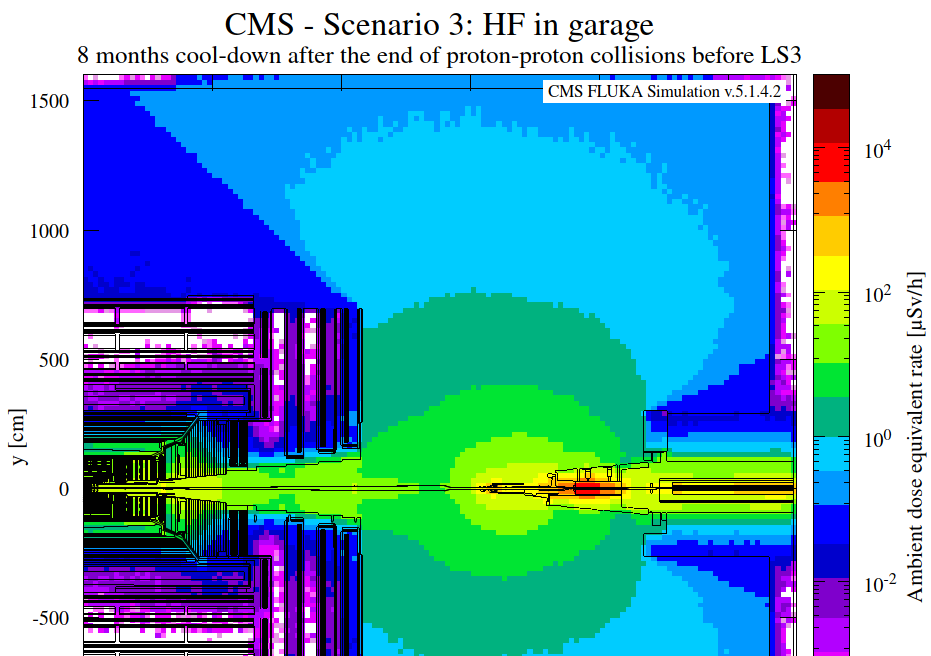 CMS - Scenario 3: HF in garage
8 months cool-down after the end of proton-proton collisions before LS3
CMS FLUKA Simulation v.5.1.4.2
1500
1000
500
0
-500
y [cm]
10^4
10^2
10^0
10^-2
Ambient dose equivalent rate [µSv/h]